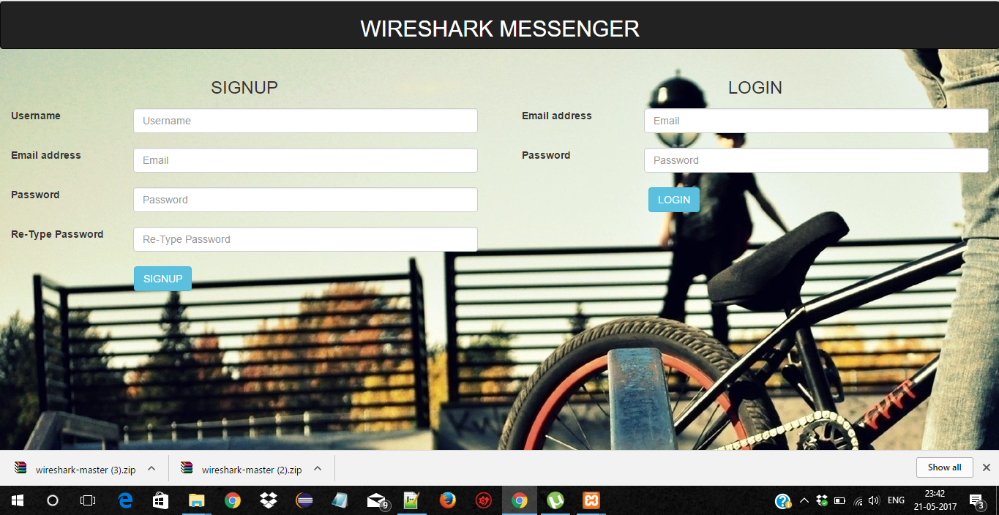 WIRESHARK MESSENGER
SIGNUP
Username
Username
Email address
Email
Password
Password
Re-Type Password
Re-Type Password
SIGNUP
LOGIN
Email address
Email
Password
Password
LOGIN
wireshark-master (3).zip
wireshark-master (2).zip
Show all
9
ENG
23:42
21-05-2017
3